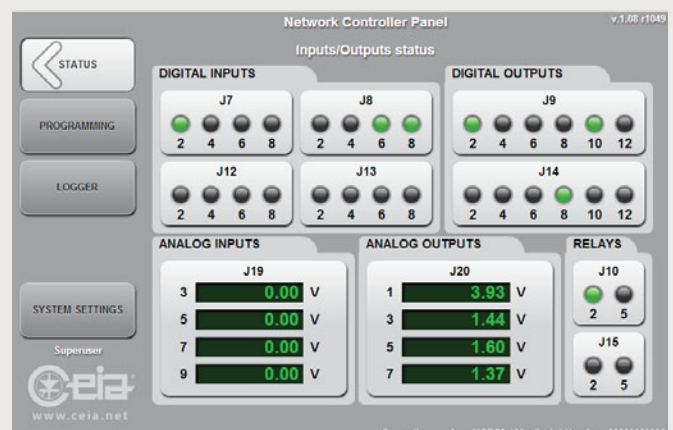 Network Controller Panel
v.1.08 r1049
Inputs/Outputs status
STATUS
PROGRAMMING
LOGGER
SYSTEM SETTINGS
Superuser
Ceia
www.ceia.net
DIGITAL INPUTS
J7
2 4 6 8
J8
2 4 6 8
J12
2 4 6 8
J13
2 4 6 8
DIGITAL OUTPUTS
J9
2 4 6 8 10 12
J14
2 4 6 8 10 12
ANALOG INPUTS
J19
3 0.00 V
5 0.00 V
7 0.00 V
9 0.00 V
ANALOG OUTPUTS
J20
1 3.93 V
3 1.44 V
5 1.60 V
7 1.37 V
RELAYS
J10
2 5
J15
2 5